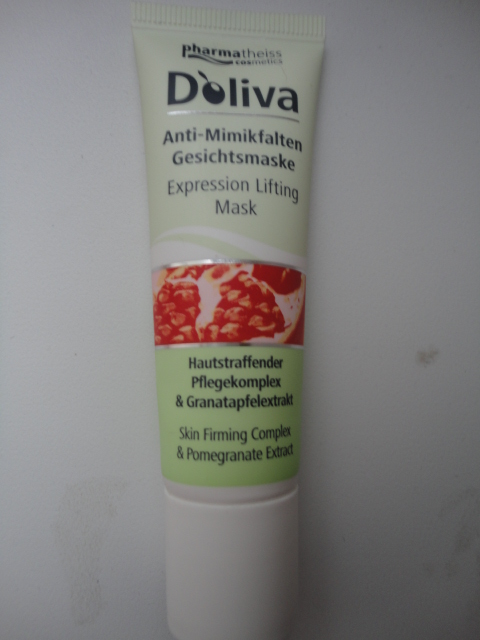 pharmatheiss
cosmetics
D'oliva
Anti-Mimikfalten
Gesichtsmaske
Expression Lifting
Mask
Hautstraffender
Pflegekomplex
& Granatapfelextrakt
Skin Firming Complex
& Pomegranate Extract